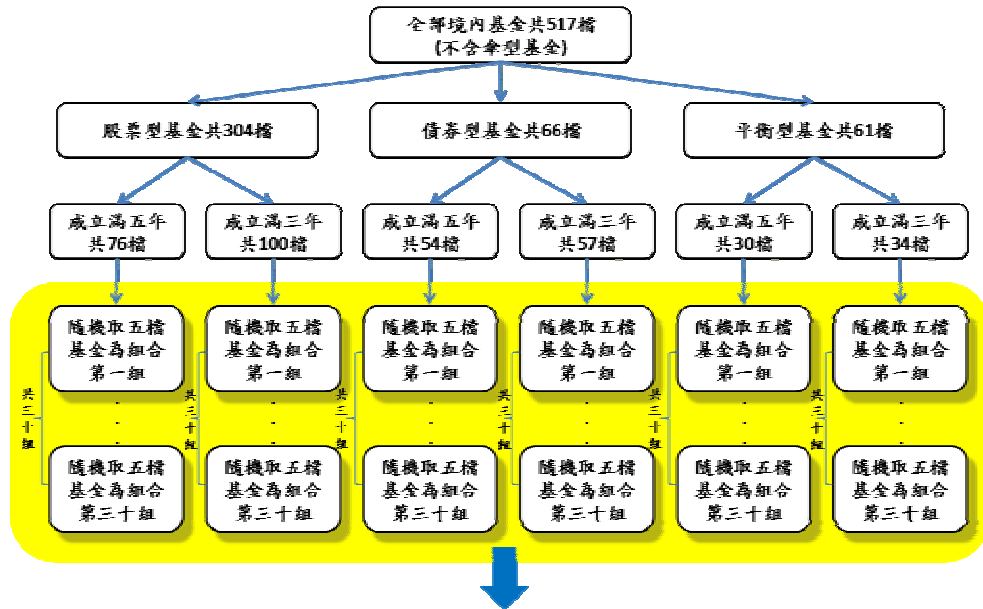 全部境內基金共517檔
(不含傘型基金)
股票型基金共304檔
債券型基金共66檔
平衡型基金共61檔
成立滿五年
共76檔
成立滿三年
共100檔
成立滿五年
共54檔
成立滿三年
共57檔
成立滿五年
共30檔
成立滿三年
共34檔
隨機取五檔
基金為組合
第一組
隨機取五檔
基金為組合
第一組
隨機取五檔
基金為組合
第一組
隨機取五檔
基金為組合
第一組
隨機取五檔
基金為組合
第一組
隨機取五檔
基金為組合
第一組
共三十組
共三十組
共三十組
共三十組
共三十組
共三十組
隨機取五檔
基金為組合
第三十組
隨機取五檔
基金為組合
第三十組
隨機取五檔
基金為組合
第三十組
隨機取五檔
基金為組合
第三十組
隨機取五檔
基金為組合
第三十組
隨機取五檔
基金為組合
第三十組